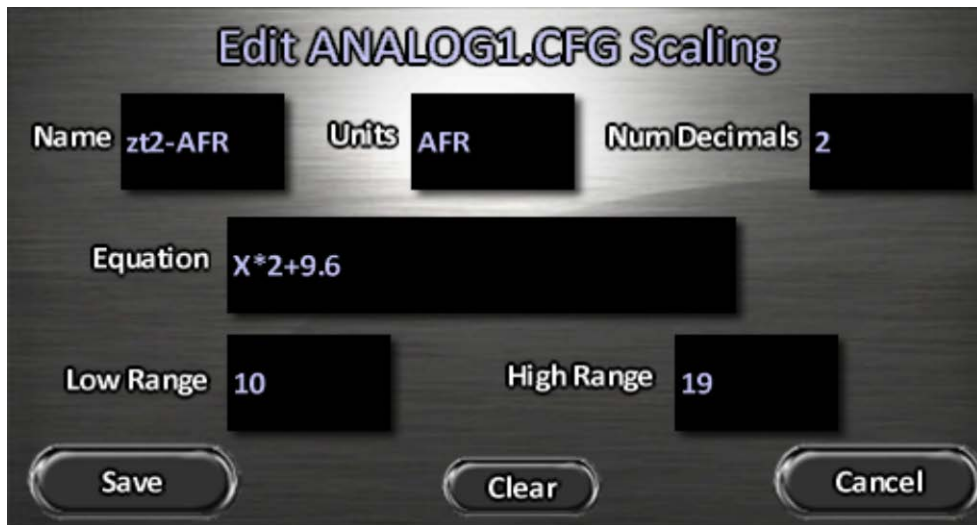 Edit ANALOG1.CFG Scaling
Name zt2-AFR Units AFR Num Decimals 2
Equation X*2+9.6
Low Range 10 High Range 19
Save Clear Cancel